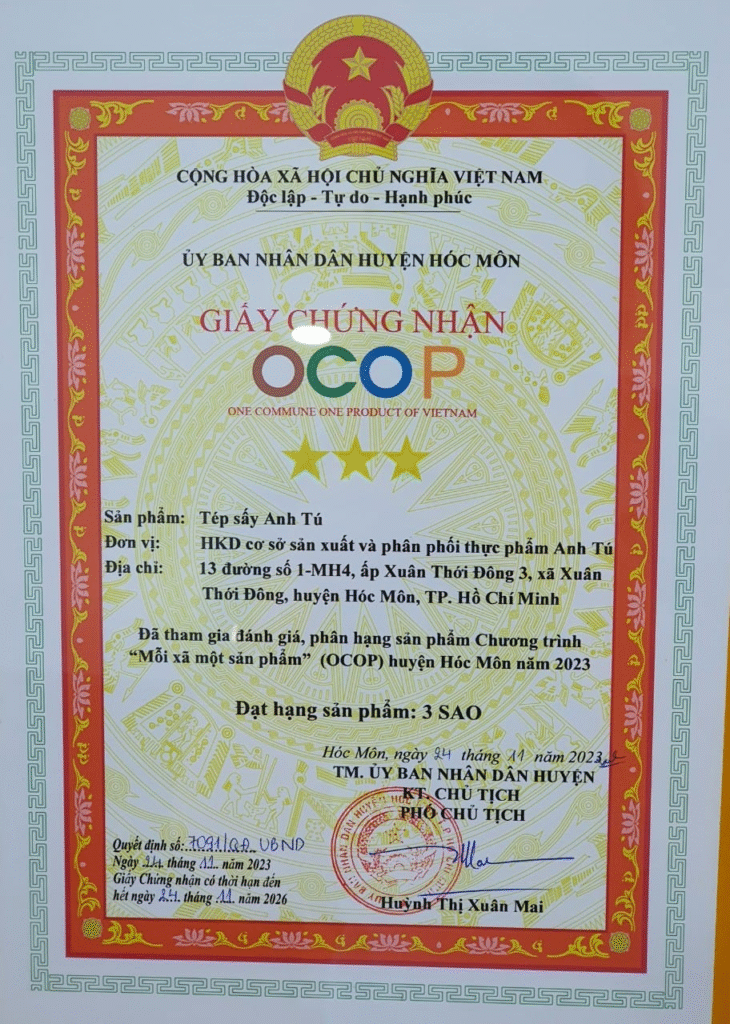 CỘNG HÒA XÃ HỘI CHỦ NGHĨA VIỆT NAM
Độc lập - Tự do - Hạnh phúc
ỦY BAN NHÂN DÂN HUYỆN HÓC MÔN
GIẤY CHỨNG NHẬN
OCOP
ONE COMMUNE ONE PRODUCT OF VIETNAM
Sản phẩm: Tép sấy Anh Tú
Đơn vị: HKD cơ sở sản xuất và phân phối thực phẩm Anh Tú
Địa chỉ: 13 đường số 1-MH4, ấp Xuân Thới Đông 3, xã Xuân
Thới Đông, huyện Hóc Môn, TP. Hồ Chí Minh
Đã tham gia đánh giá, phân hạng sản phẩm Chương trình
“Mỗi xã một sản phẩm” (OCOP) huyện Hóc Môn năm 2023
Đạt hạng sản phẩm: 3 SAO
Hóc Môn, ngày 24 tháng 11 năm 2023
TM. ỦY BAN NHÂN DÂN HUYỆN
KT. CHỦ TỊCH
PHÓ CHỦ TỊCH
Quyết định số: 7091/QĐ-UBND
Ngày 24 tháng 11 năm 2023
Giấy Chứng nhận có thời hạn đến
hết ngày 24 tháng 11 năm 2026
Huỳnh Thị Xuân Mai